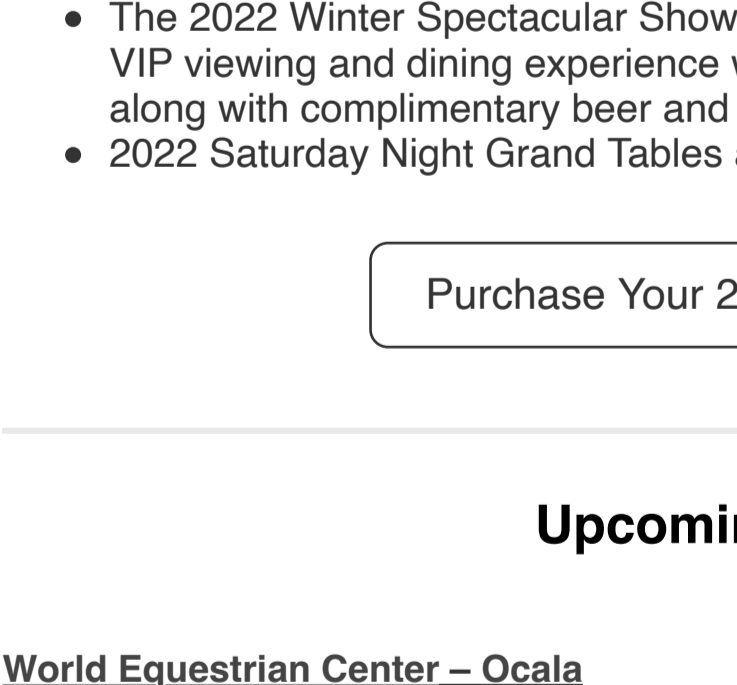 • The 2022 Winter Spectacular Show
VIP viewing and dining experience
along with complimentary beer and
• 2022 Saturday Night Grand Tables
Purchase Your 2
Upcomin
World Equestrian Center – Ocala